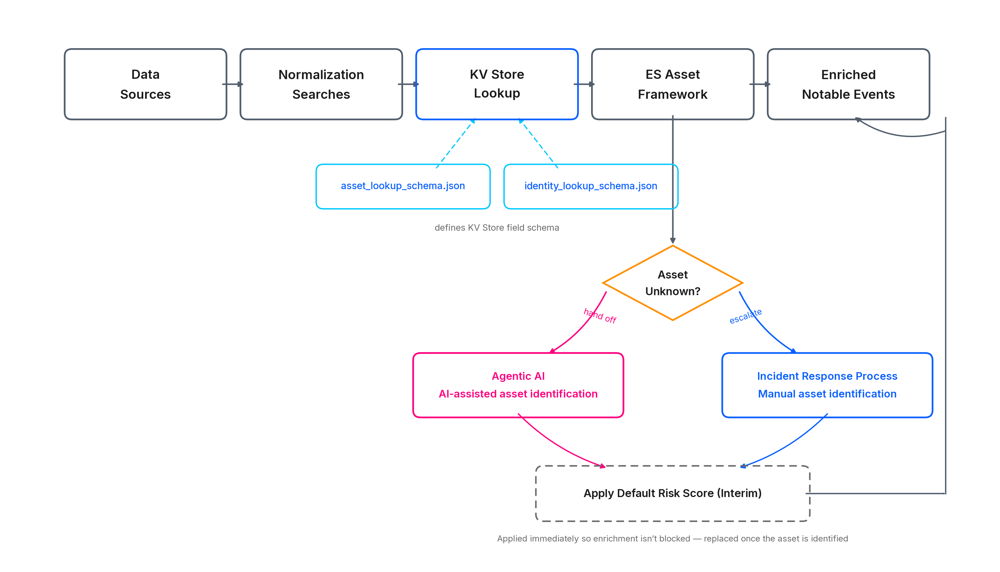 Data
Sources
Normalization
Searches
KV Store
Lookup
ES Asset
Framework
Enriched
Notable Events
asset_lookup_schema.json
identity_lookup_schema.json
defines KV Store field schema
Asset
Unknown?
hand off
escalate
Agentic AI
AI-assisted asset identification
Incident Response Process
Manual asset identification
Apply Default Risk Score (Interim)
Applied immediately so enrichment isn’t blocked — replaced once the asset is identified